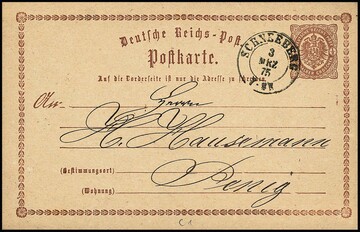 Deutsche Reichs-Post
Postkarte.
SCHNEEBERG
3
MRZ
75
Auf die Vorderseite ist nur die Adresse zu schreiben.
An
Herrn
H. Hausemann
(Bestimmungsort)
Penig
(Wohnung)